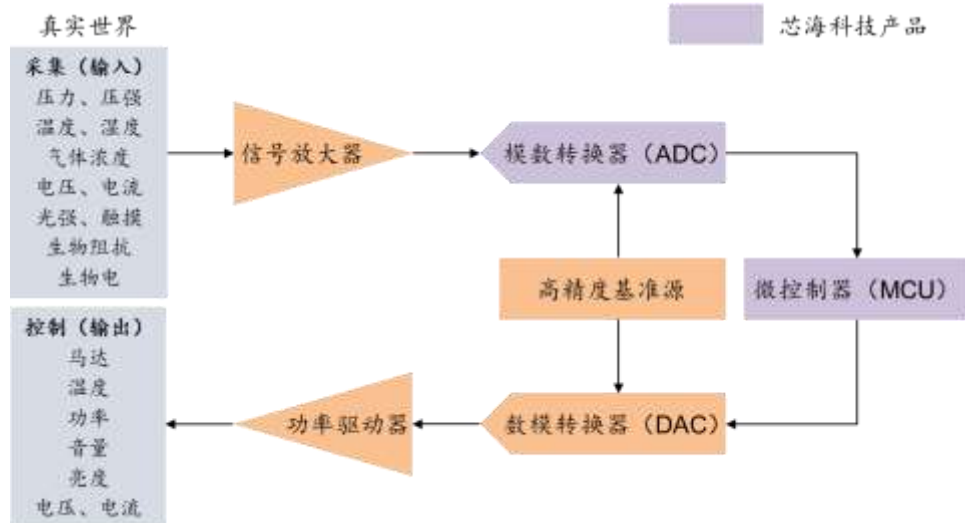 真实世界
芯海科技产品
采集（输入）
压力、压强
温度、湿度
气体浓度
电压、电流
光强、触摸
生物阻抗
生物电
信号放大器
模数转换器（ADC）
高精度基准源
微控制器（MCU）
控制（输出）
马达
温度
功率
音量
亮度
电压、电流
功率驱动器
数模转换器（DAC）